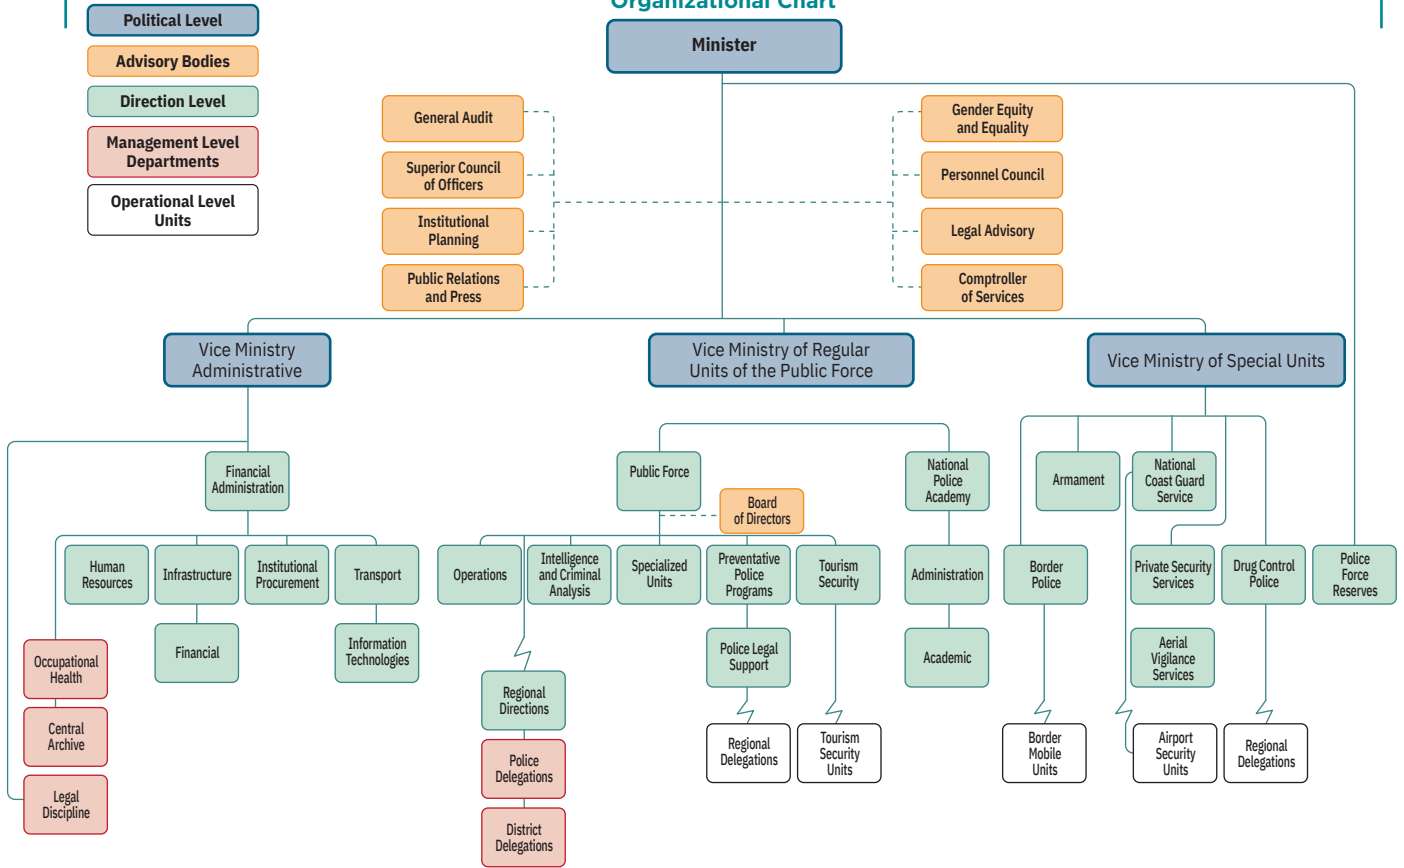 Organizational Chart
Political Level
Advisory Bodies
Direction Level
Management Level
Departments
Operational Level
Units
Minister
General Audit
Superior Council
of Officers
Institutional
Planning
Public Relations
and Press
Gender Equity
and Equality
Personnel Council
Legal Advisory
Comptroller
of Services
Vice Ministry
Administrative
Vice Ministry of Regular
Units of the Public Force
Vice Ministry of Special Units
Financial
Administration
Public Force
Board
of Directors
National
Police
Academy
Armament
National
Coast Guard
Service
Human
Resources
Infrastructure
Institutional
Procurement
Transport
Operations
Intelligence
and Criminal
Analysis
Specialized
Units
Preventative
Police
Programs
Tourism
Security
Administration
Border
Police
Private Security
Services
Drug Control
Police
Police
Force
Reserves
Occupational
Health
Financial
Information
Technologies
Regional
Directions
Police Legal
Support
Academic
Aerial
Vigilance
Services
Central
Archive
Police
Delegations
Regional
Delegations
Tourism
Security
Units
Border
Mobile
Units
Airport
Security
Units
Regional
Delegations
Legal
Discipline
District
Delegations